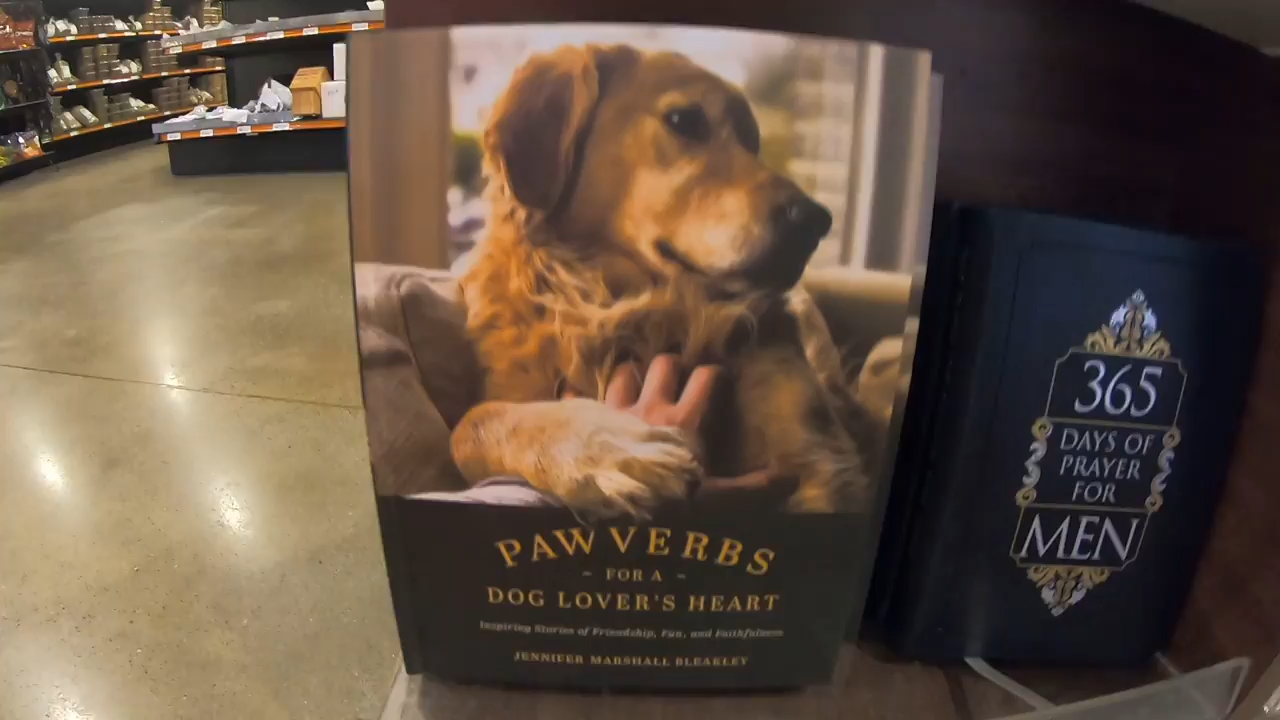 PAWVERBS
- FOR A -
DOG LOVER'S HEART
Inspiring Stories of Friendship, Fun, and Faithfulness
JENNIFER MARSHALL BLEAKLEY
365
DAYS OF
PRAYER
FOR
MEN